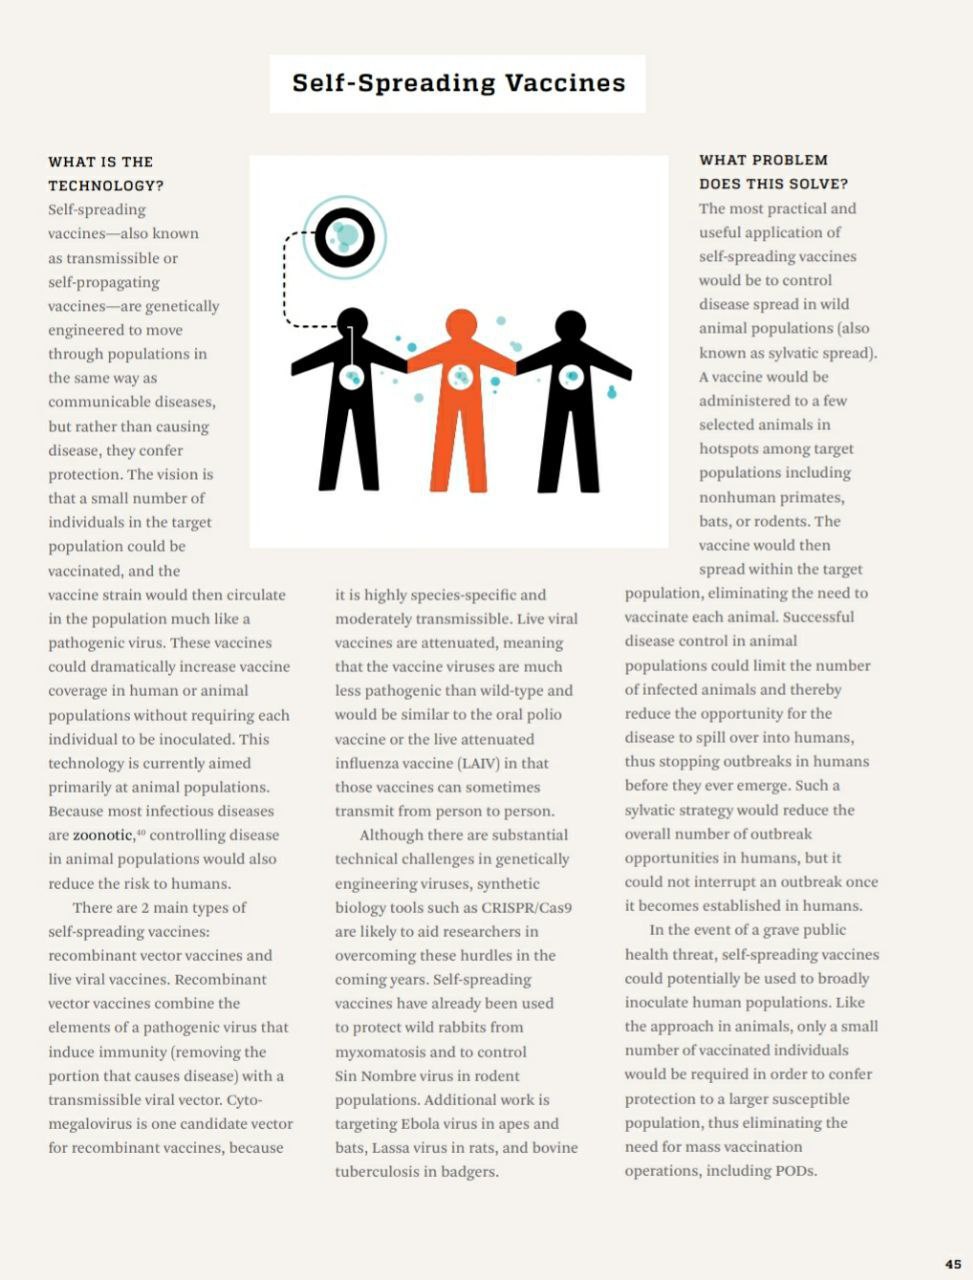 Self-Spreading Vaccines
WHAT IS THE
TECHNOLOGY?
Self-spreading
vaccines—also known
as transmissible or
self-propagating
vaccines—are genetically
engineered to move
through populations in
the same way as
communicable diseases,
but rather than causing
disease, they confer
protection. The vision is
that a small number of
individuals in the target
population could be
vaccinated, and the
vaccine strain would then circulate
in the population much like a
pathogenic virus. These vaccines
could dramatically increase vaccine
coverage in human or animal
populations without requiring each
individual to be inoculated. This
technology is currently aimed
primarily at animal populations.
Because most infectious diseases
are zoonotic,⁴⁰ controlling disease
in animal populations would also
reduce the risk to humans.
There are 2 main types of
self-spreading vaccines:
recombinant vector vaccines and
live viral vaccines. Recombinant
vector vaccines combine the
elements of a pathogenic virus that
induce immunity (removing the
portion that causes disease) with a
transmissible viral vector. Cyto-
megalovirus is one candidate vector
for recombinant vaccines, because
it is highly species-specific and
moderately transmissible. Live viral
vaccines are attenuated, meaning
that the vaccine viruses are much
less pathogenic than wild-type and
would be similar to the oral polio
vaccine or the live attenuated
influenza vaccine (LAIV) in that
those vaccines can sometimes
transmit from person to person.
Although there are substantial
technical challenges in genetically
engineering viruses, synthetic
biology tools such as CRISPR/Cas9
are likely to aid researchers in
overcoming these hurdles in the
coming years. Self-spreading
vaccines have already been used
to protect wild rabbits from
myxomatosis and to control
Sin Nombre virus in rodent
populations. Additional work is
targeting Ebola virus in apes and
bats, Lassa virus in rats, and bovine
tuberculosis in badgers.
WHAT PROBLEM
DOES THIS SOLVE?
The most practical and
useful application of
self-spreading vaccines
would be to control
disease spread in wild
animal populations (also
known as sylvatic spread).
A vaccine would be
administered to a few
selected animals in
hotspots among target
populations including
nonhuman primates,
bats, or rodents. The
vaccine would then
spread within the target
population, eliminating the need to
vaccinate each animal. Successful
disease control in animal
populations could limit the number
of infected animals and thereby
reduce the opportunity for the
disease to spill over into humans,
thus stopping outbreaks in humans
before they ever emerge. Such a
sylvatic strategy would reduce the
overall number of outbreak
opportunities in humans, but it
could not interrupt an outbreak once
it becomes established in humans.
In the event of a grave public
health threat, self-spreading vaccines
could potentially be used to broadly
inoculate human populations. Like
the approach in animals, only a small
number of vaccinated individuals
would be required in order to confer
protection to a larger susceptible
population, thus eliminating the
need for mass vaccination
operations, including PODs.
45